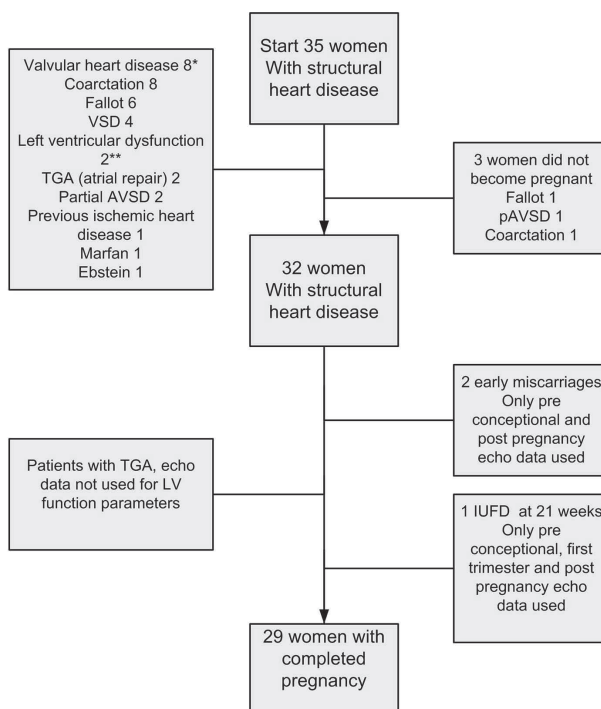 Start 35 women
With structural
heart disease
Valvular heart disease 8*
Coarctation 8
Fallot 6
VSD 4
Left ventricular dysfunction
2**
TGA (atrial repair) 2
Partial AVSD 2
Previous ischemic heart
disease 1
Marfan 1
Ebstein 1
3 women did not
become pregnant
Fallot 1
pAVSD 1
Coarctation 1
32 women
With structural
heart disease
2 early miscarriages
Only pre
conceptional and
post pregnancy
echo data used
Patients with TGA, echo
data not used for LV
function parameters
1 IUFD at 21 weeks
Only pre
conceptional, first
trimester and post
pregnancy echo
data used
29 women with
completed
pregnancy